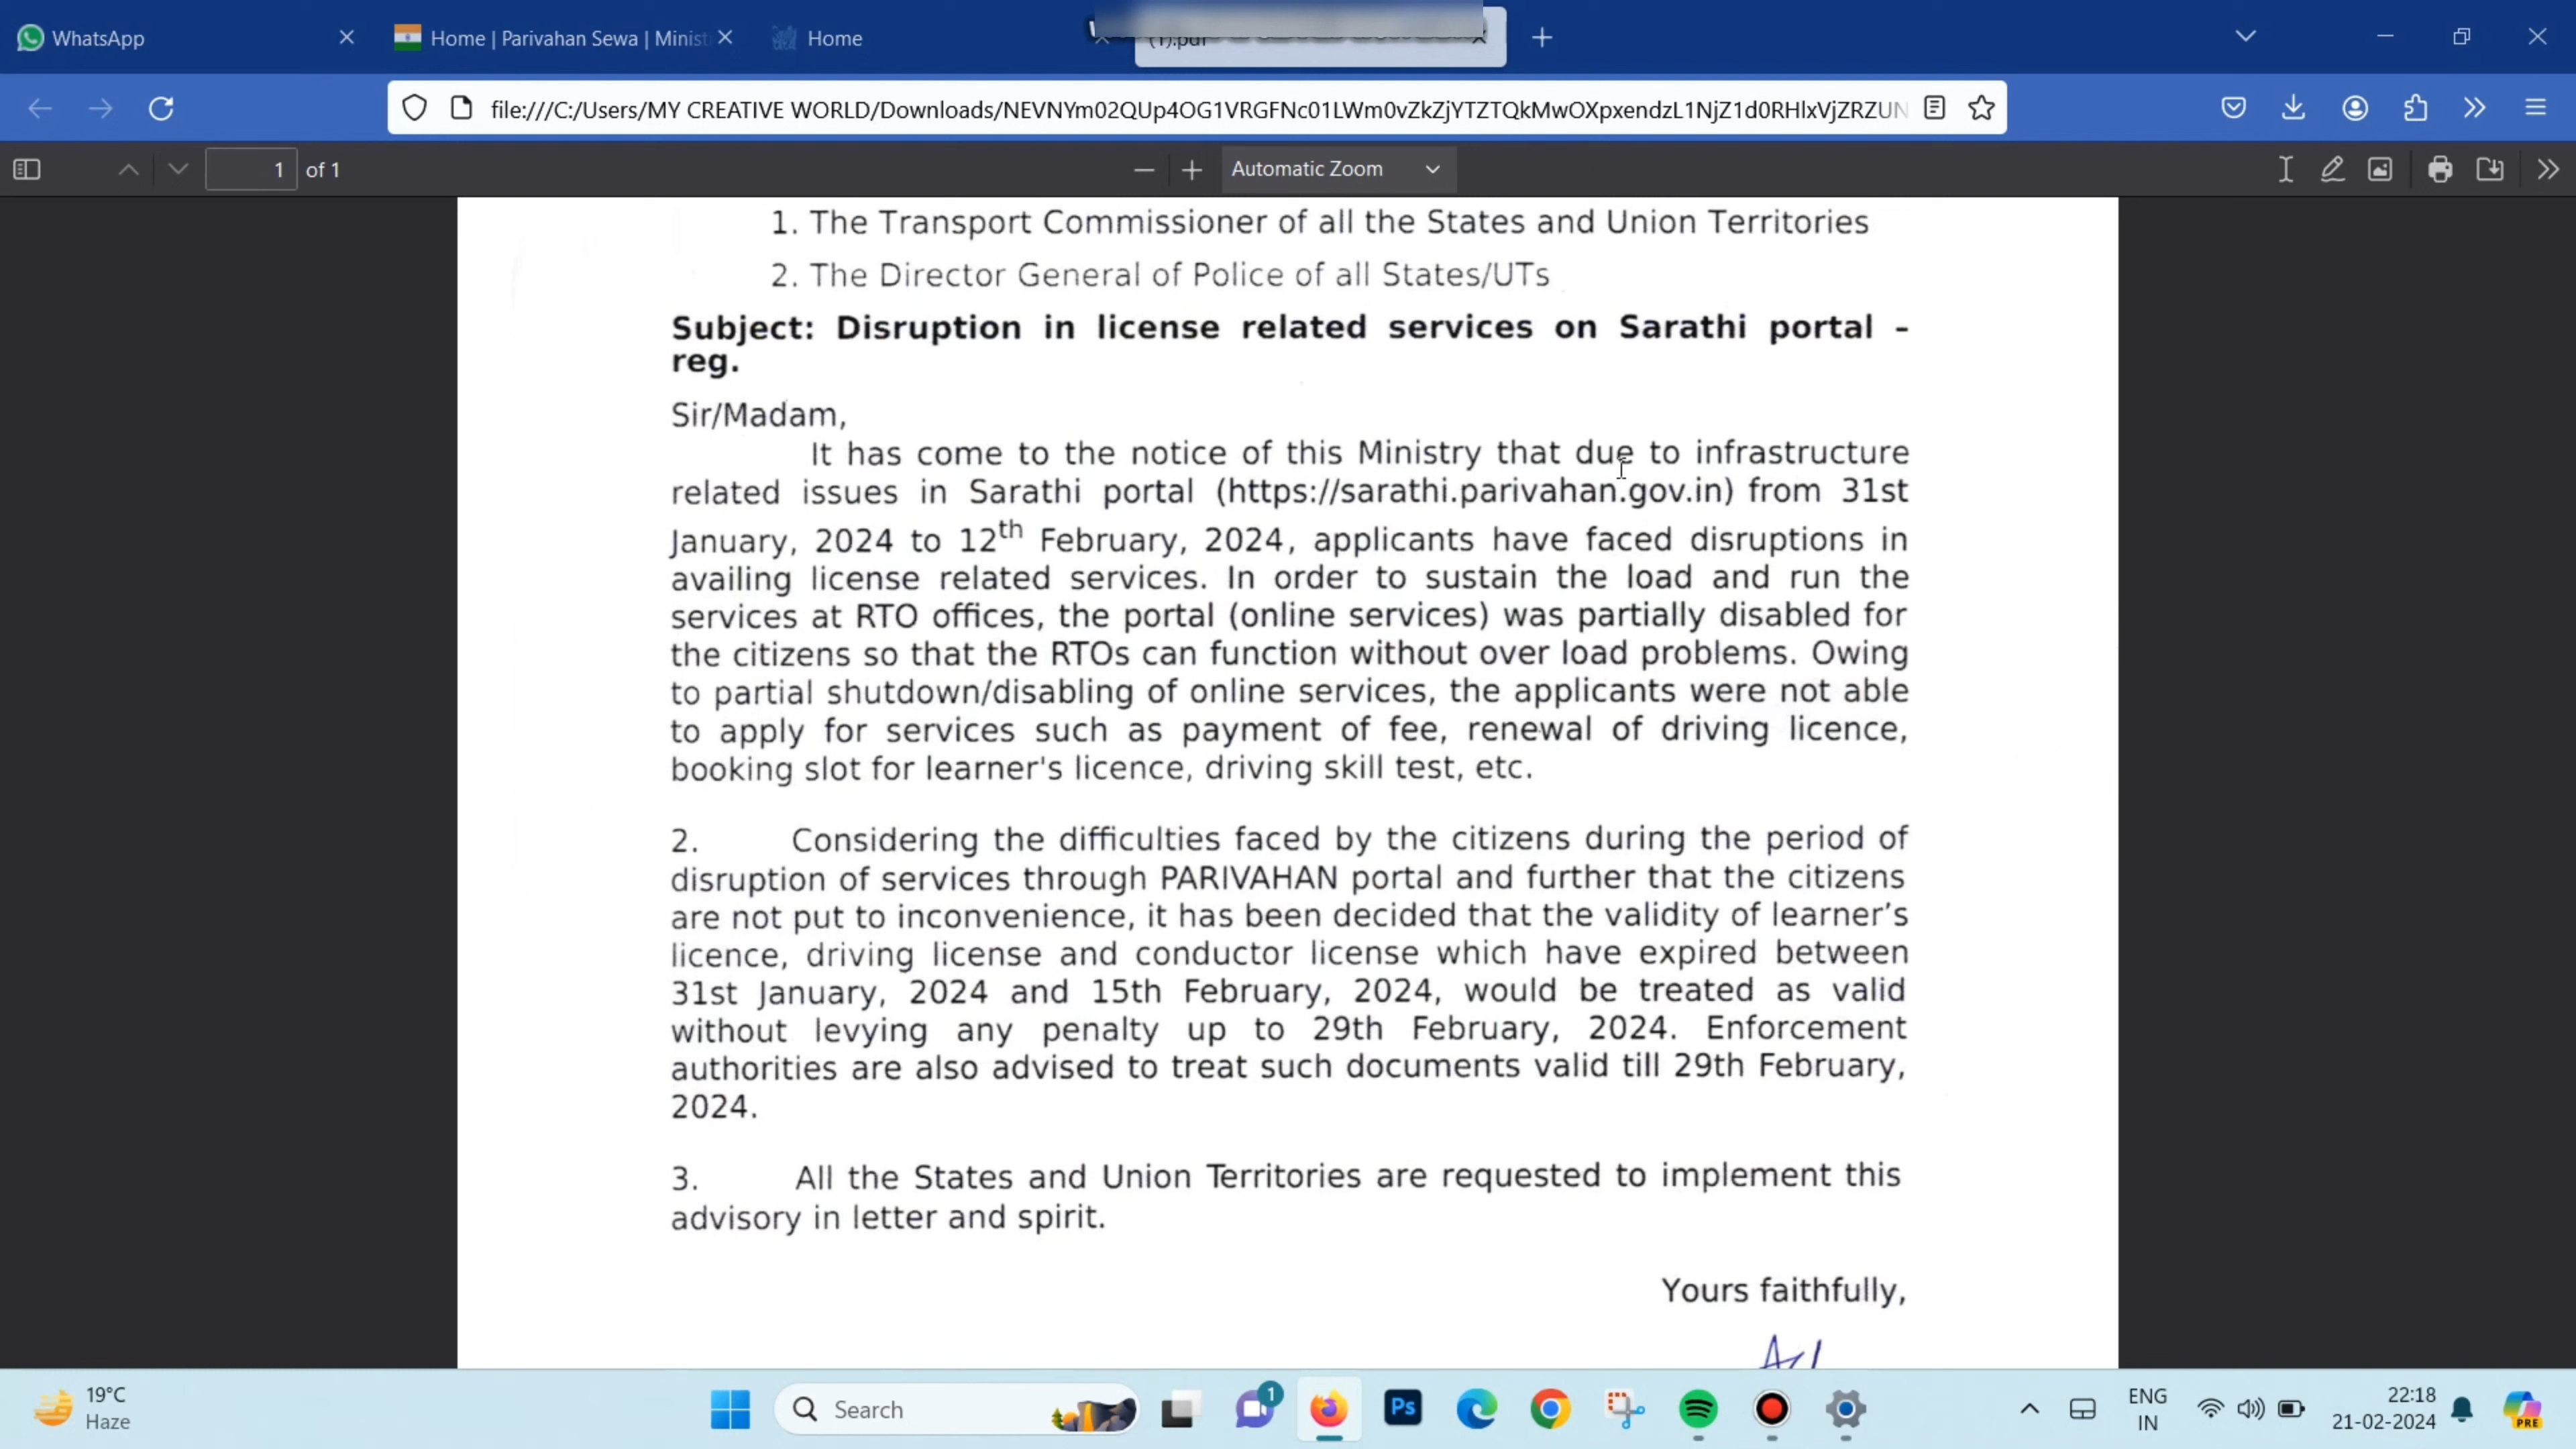 WhatsApp
Home | Parivahan Sewa | Minist
Home
(1).pdf
file:///C:/Users/MY CREATIVE WORLD/Downloads/NEVNYm02QUp4OG1VRGFNc01LWm0vZkZjYTZTQkMwOXpxendzL1NjZ1d0RHlxVjZRZUN
1 of 1
Automatic Zoom
1. The Transport Commissioner of all the States and Union Territories
2. The Director General of Police of all States/UTs
Subject: Disruption in license related services on Sarathi portal –
reg.
Sir/Madam,
It has come to the notice of this Ministry that due to infrastructure
related issues in Sarathi portal (https://sarathi.parivahan.gov.in) from 31st
January, 2024 to 12th February, 2024, applicants have faced disruptions in
availing license related services. In order to sustain the load and run the
services at RTO offices, the portal (online services) was partially disabled for
the citizens so that the RTOs can function without over load problems. Owing
to partial shutdown/disabling of online services, the applicants were not able
to apply for services such as payment of fee, renewal of driving licence,
booking slot for learner's licence, driving skill test, etc.
2. Considering the difficulties faced by the citizens during the period of
disruption of services through PARIVAHAN portal and further that the citizens
are not put to inconvenience, it has been decided that the validity of learner’s
licence, driving license and conductor license which have expired between
31st January, 2024 and 15th February, 2024, would be treated as valid
without levying any penalty up to 29th February, 2024. Enforcement
authorities are also advised to treat such documents valid till 29th February,
2024.
3. All the States and Union Territories are requested to implement this
advisory in letter and spirit.
Yours faithfully,
19°C
Haze
Search
1
Ps
ENG
IN
22:18
21-02-2024
PRE